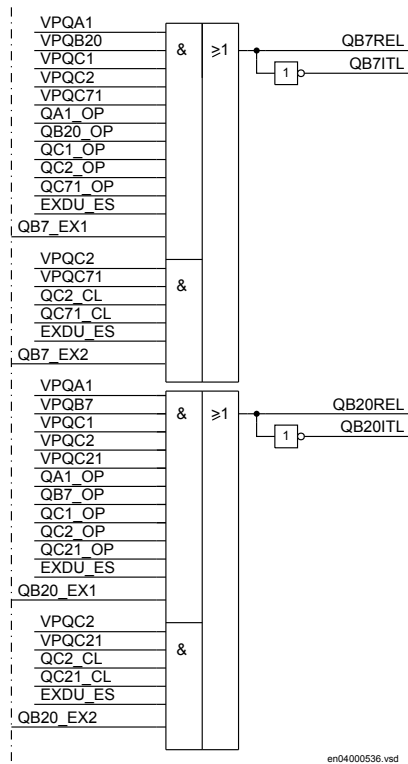 VPQA1
VPQB20
VPQC1
VPQC2
VPQC71
QA1_OP
QB20_OP
QC1_OP
QC2_OP
QC71_OP
EXDU_ES
QB7_EX1
& ≥1
QB7REL
QB7ITL
1
VPQC2
VPQC71
QC2_CL
QC71_CL
EXDU_ES
QB7_EX2
&
VPQA1
VPQB7
VPQC1
VPQC2
VPQC21
QA1_OP
QB7_OP
QC1_OP
QC2_OP
QC21_OP
EXDU_ES
QB20_EX1
& ≥1
QB20REL
QB20ITL
1
VPQC2
VPQC21
QC2_CL
QC21_CL
EXDU_ES
QB20_EX2
&
en04000536.vsd